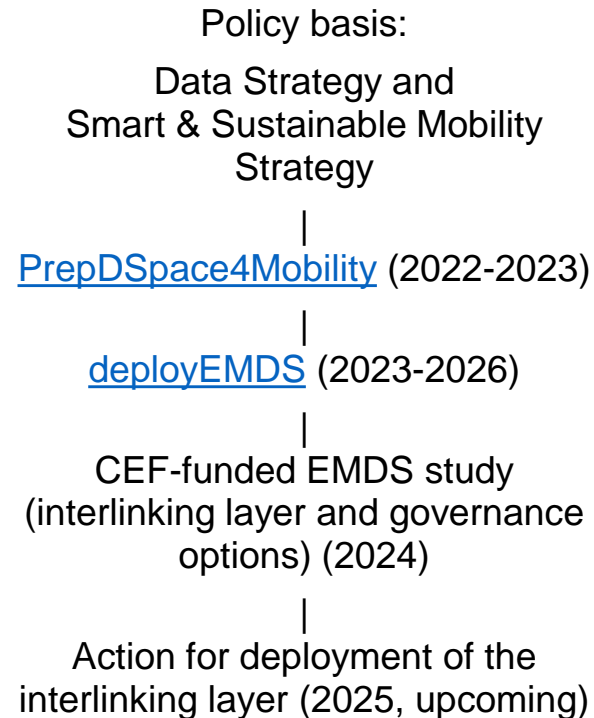 Policy basis:
Data Strategy and
Smart & Sustainable Mobility
Strategy
|
PrepDSpace4Mobility (2022-2023)
|
deployEMDS (2023-2026)
|
CEF-funded EMDS study
(interlinking layer and governance
options) (2024)
|
Action for deployment of the
interlinking layer (2025, upcoming)